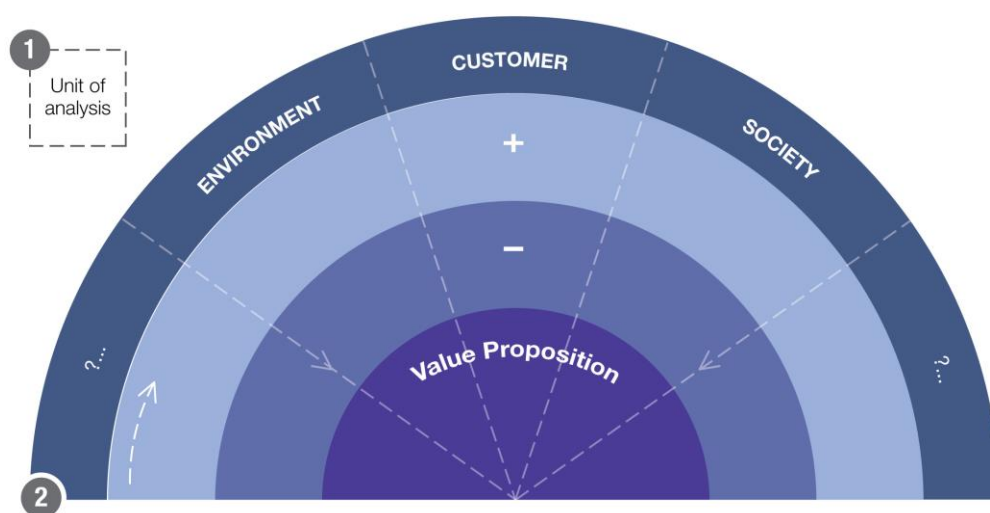 1
Unit of
analysis
ENVIRONMENT
CUSTOMER
SOCIETY
+
−
Value Proposition
?...
?...
2